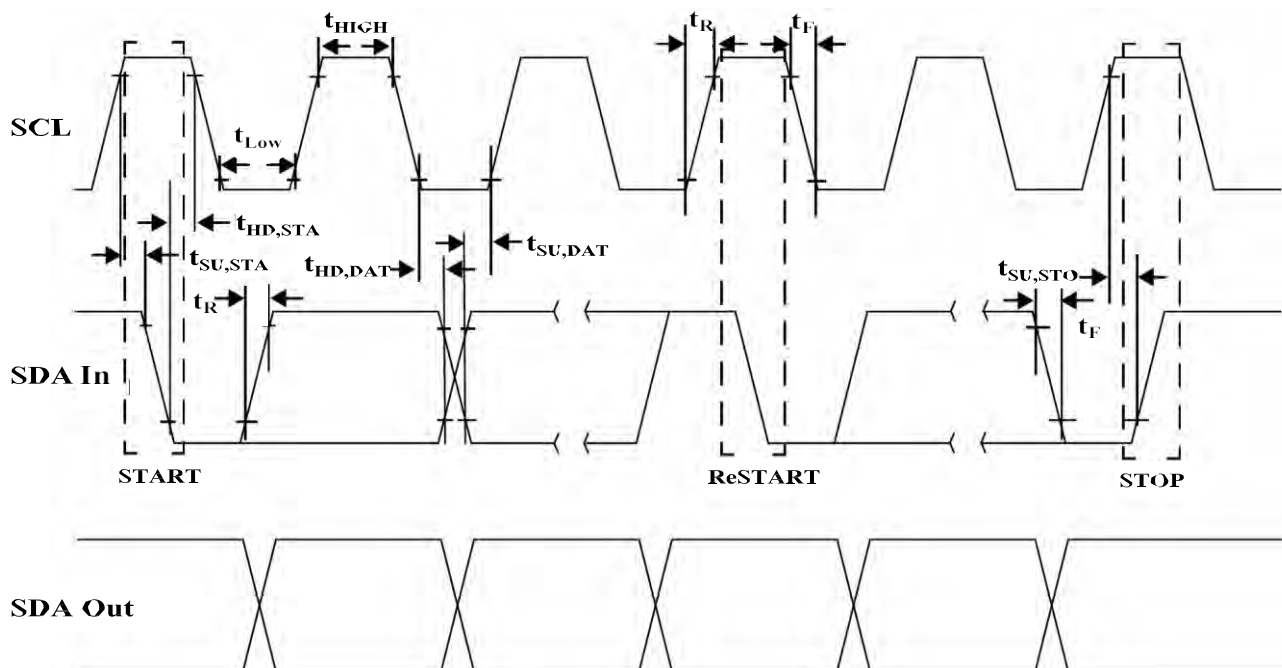 tHIGH
tR
tF
SCL
tLow
tHD,STA
tSU,STA
tHD,DAT
tSU,DAT
tSU,STO
tR
tF
SDA In
START
ReSTART
STOP
SDA Out